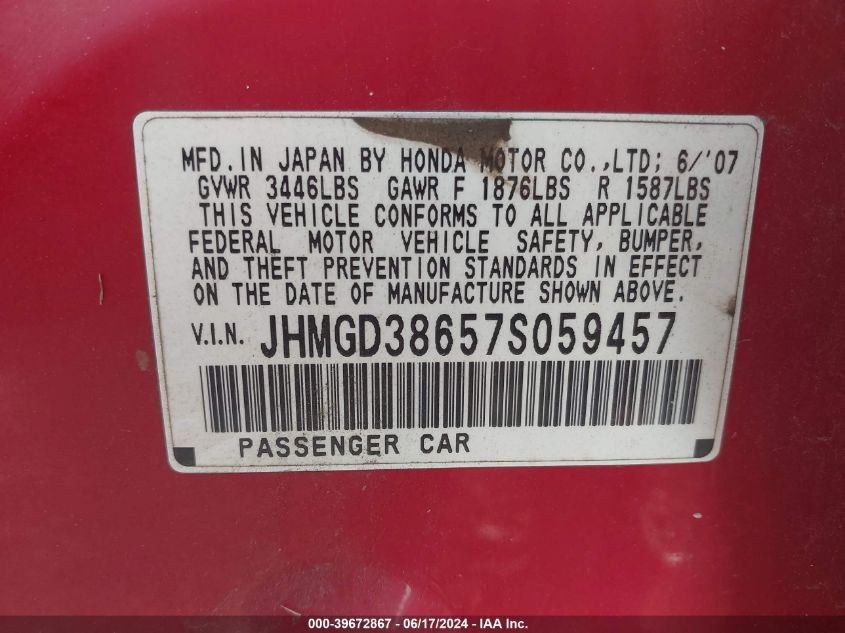 MFD.IN JAPAN BY HONDA MOTOR CO.,LTD; 6/'07
GVWR 3446LBS GAWR F 1876LBS R 1587LBS
THIS VEHICLE CONFORMS TO ALL APPLICABLE
FEDERAL MOTOR VEHICLE SAFETY, BUMPER,
AND THEFT PREVENTION STANDARDS IN EFFECT
ON THE DATE OF MANUFACTURE SHOWN ABOVE.
V.I.N. JHMGD38657S059457
PASSENGER CAR
000-39672867 - 06/17/2024 - IAA Inc.